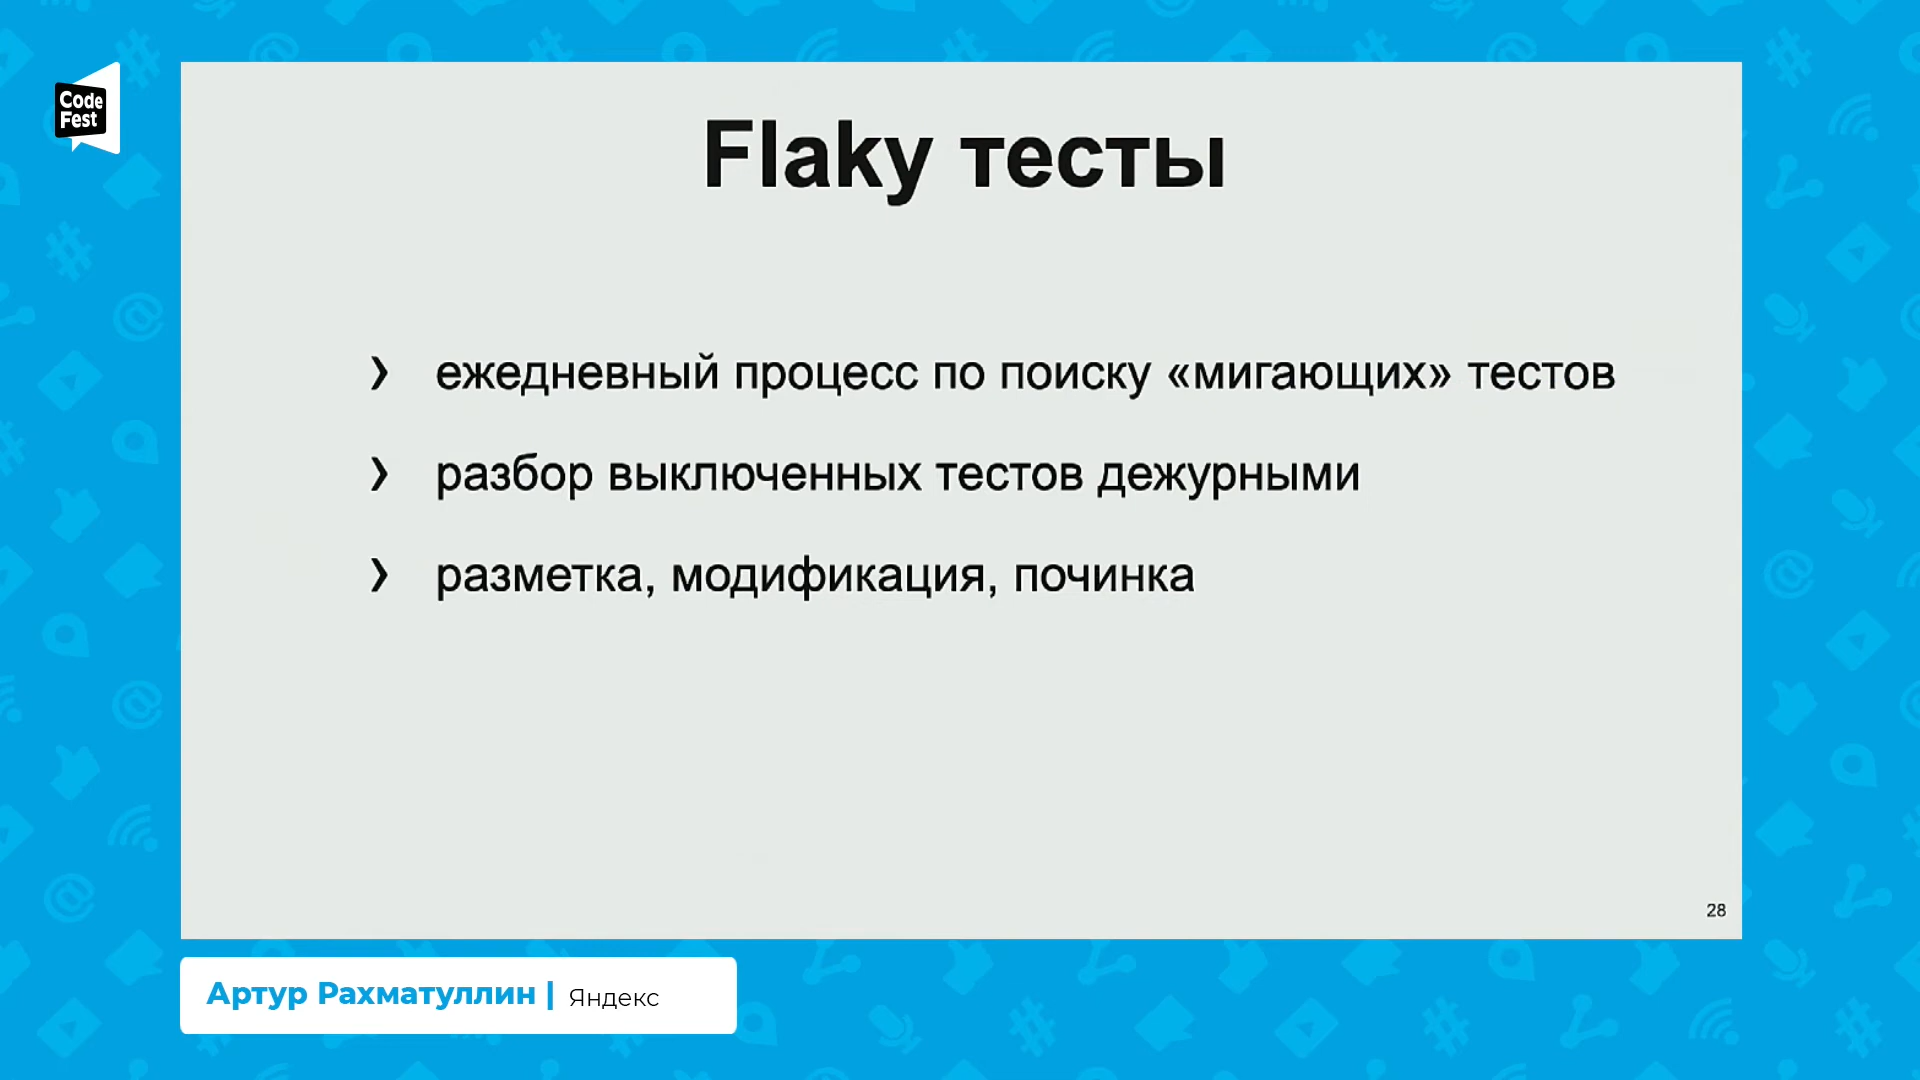 Code
Fest
Flaky тесты
❯ ежедневный процесс по поиску «мигающих» тестов
❯ разбор выключенных тестов дежурными
❯ разметка, модификация, починка
28
Артур Рахматуллин | Яндекс